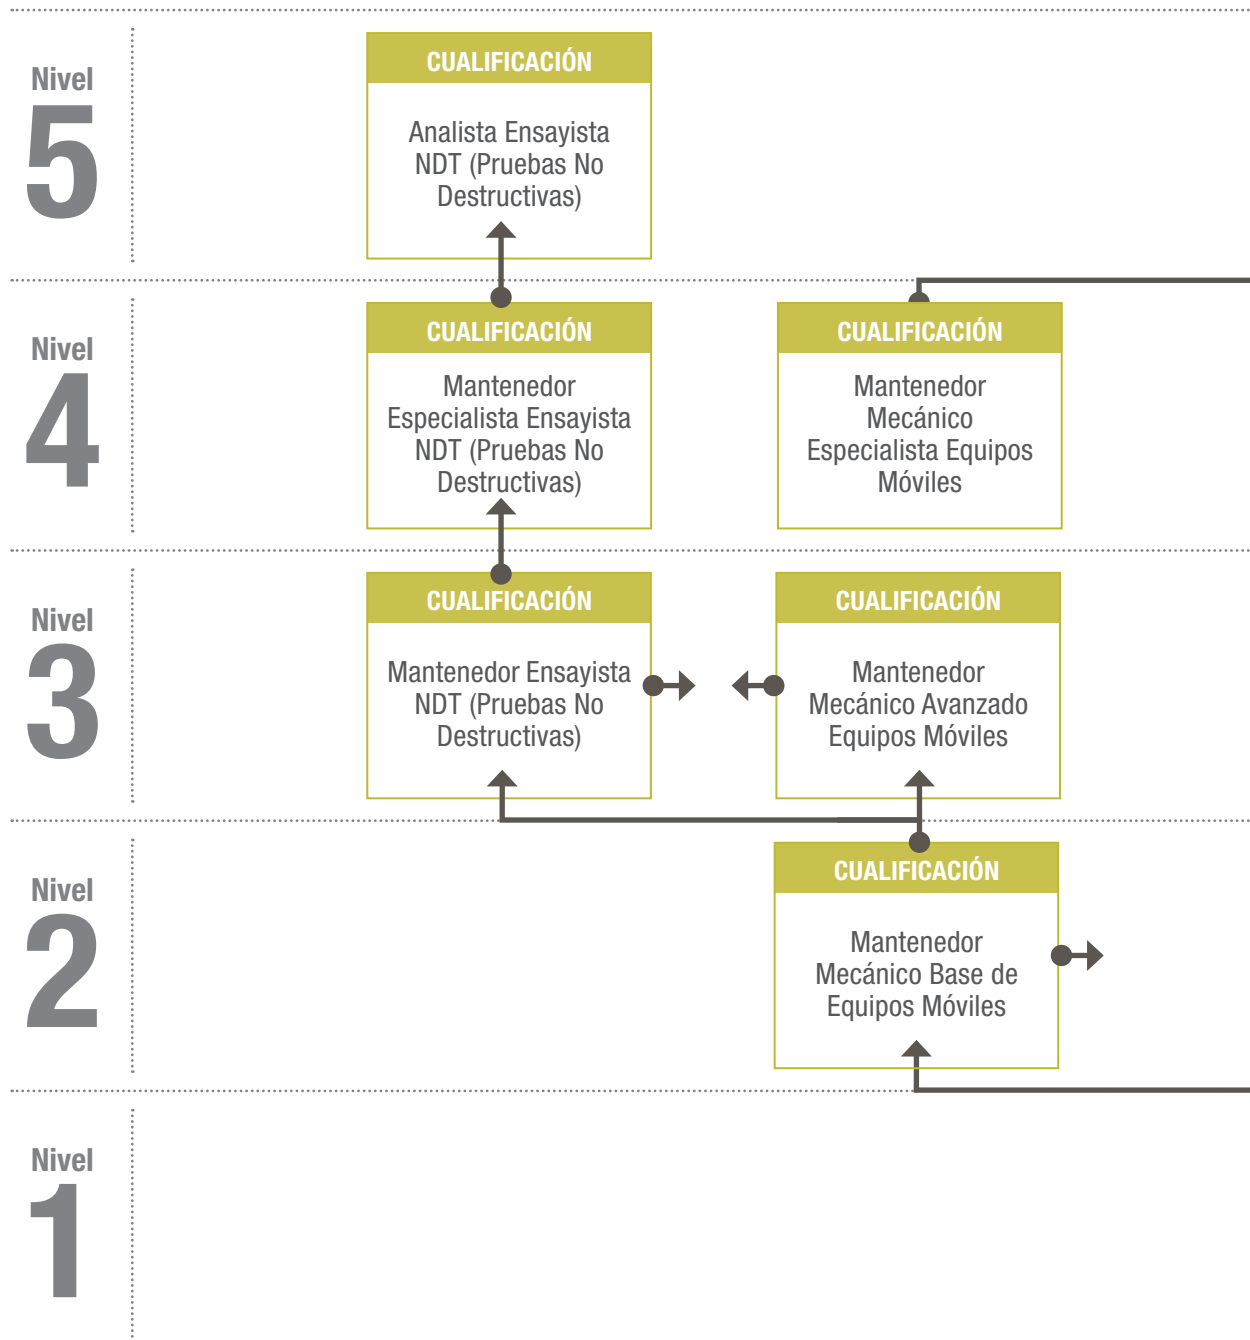 Nivel
5
CUALIFICACIÓN
Analista Ensayista
NDT (Pruebas No
Destructivas)
Nivel
4
CUALIFICACIÓN
Mantenedor
Especialista Ensayista
NDT (Pruebas No
Destructivas)
CUALIFICACIÓN
Mantenedor
Mecánico
Especialista Equipos
Móviles
Nivel
3
CUALIFICACIÓN
Mantenedor Ensayista
NDT (Pruebas No
Destructivas)
CUALIFICACIÓN
Mantenedor
Mecánico Avanzado
Equipos Móviles
Nivel
2
CUALIFICACIÓN
Mantenedor
Mecánico Base de
Equipos Móviles
Nivel
1